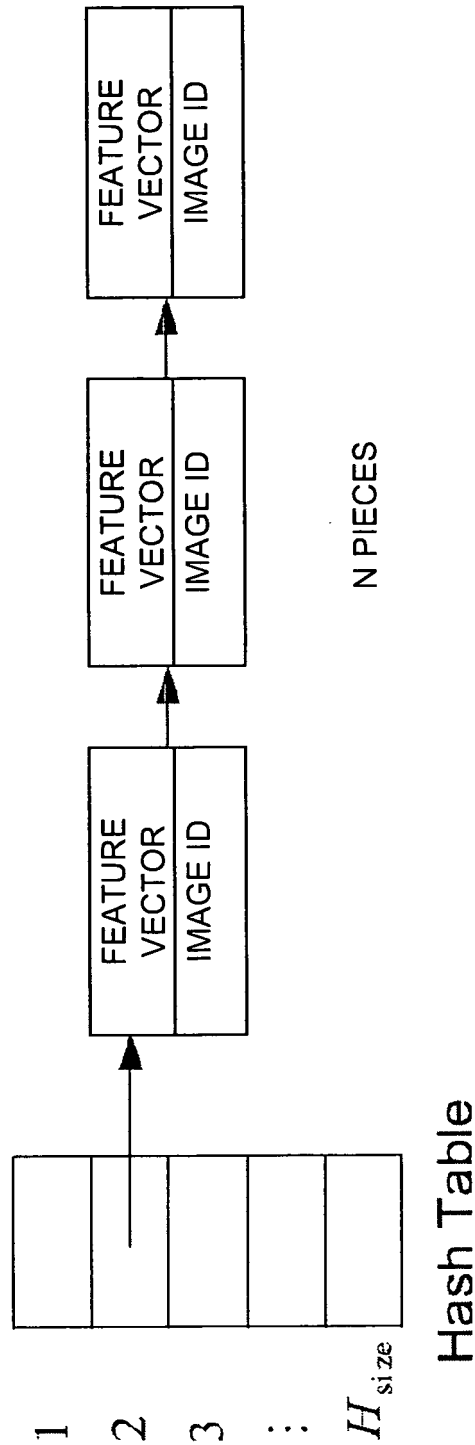 1
2
3
⋮
H_size
Hash Table
FEATURE
VECTOR
IMAGE ID
FEATURE
VECTOR
IMAGE ID
FEATURE
VECTOR
IMAGE ID
N PIECES